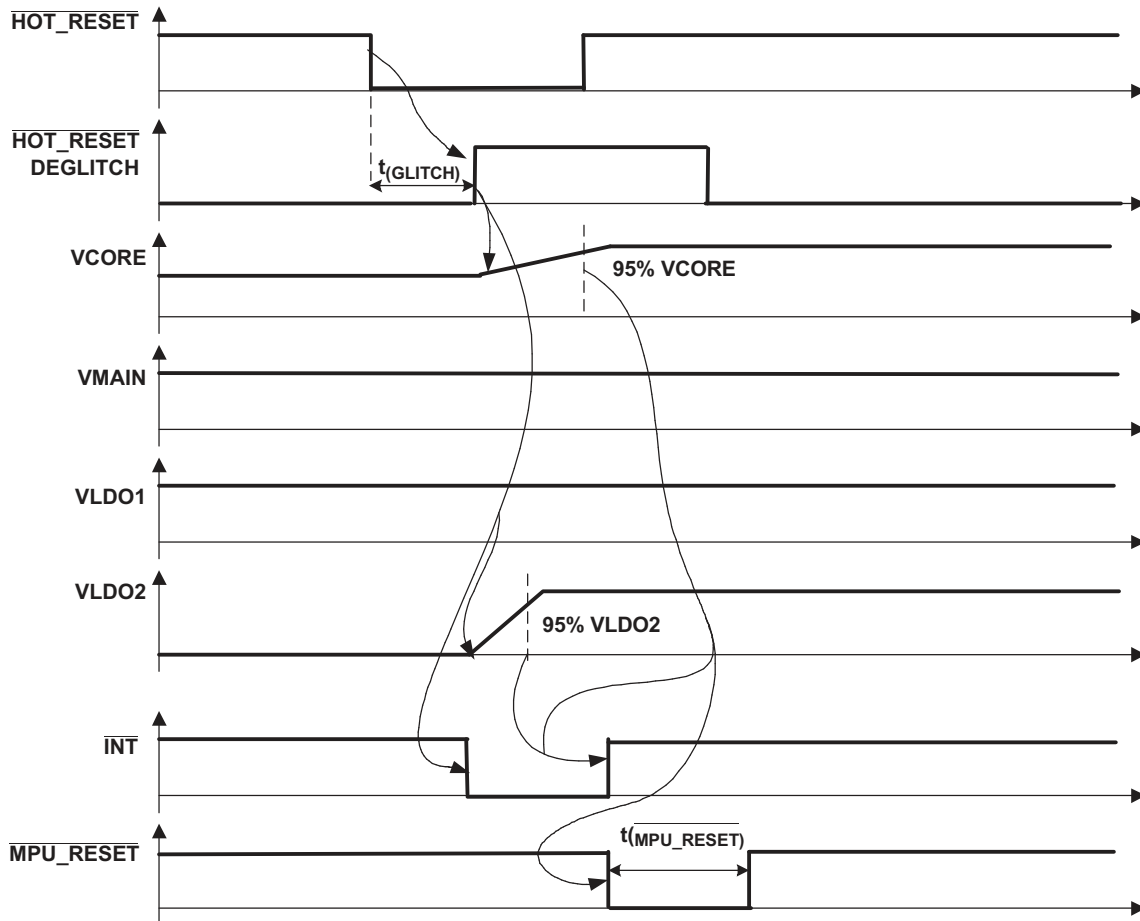 HOT_RESET
HOT_RESET
DEGLITCH
t(GLITCH)
VCORE
95% VCORE
VMAIN
VLDO1
VLDO2
95% VLDO2
INT
t(MPU_RESET)
MPU_RESET